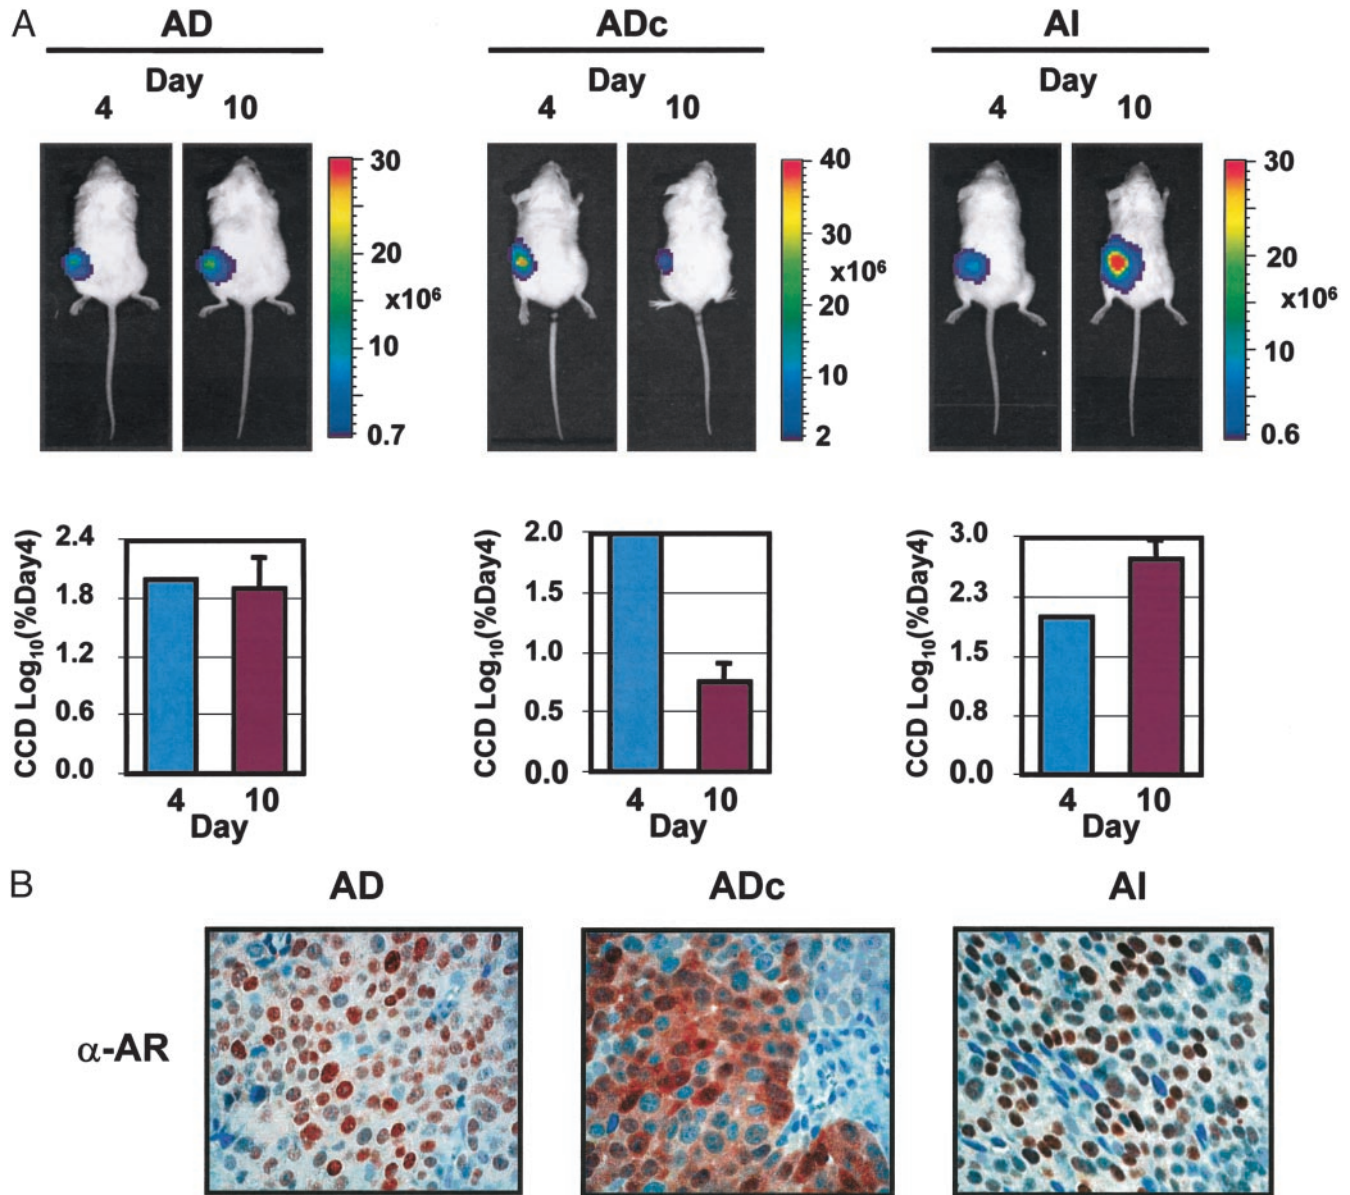 A
AD ADc AI
Day Day Day
4 10 4 10 4 10
30 40 30
20 30 20
x10⁶ x10⁶ x10⁶
10 20 10
0.7 10 0.6
2
2.4 2.0 3.0
1.8 1.5 2.3
1.2 1.0 1.5
0.6 0.5 0.8
0.0 0.0 0.0
CCD Log₁₀(%Day4) CCD Log₁₀(%Day4) CCD Log₁₀(%Day4)
4 10 4 10 4 10
Day Day Day
B
AD ADc AI
α-AR